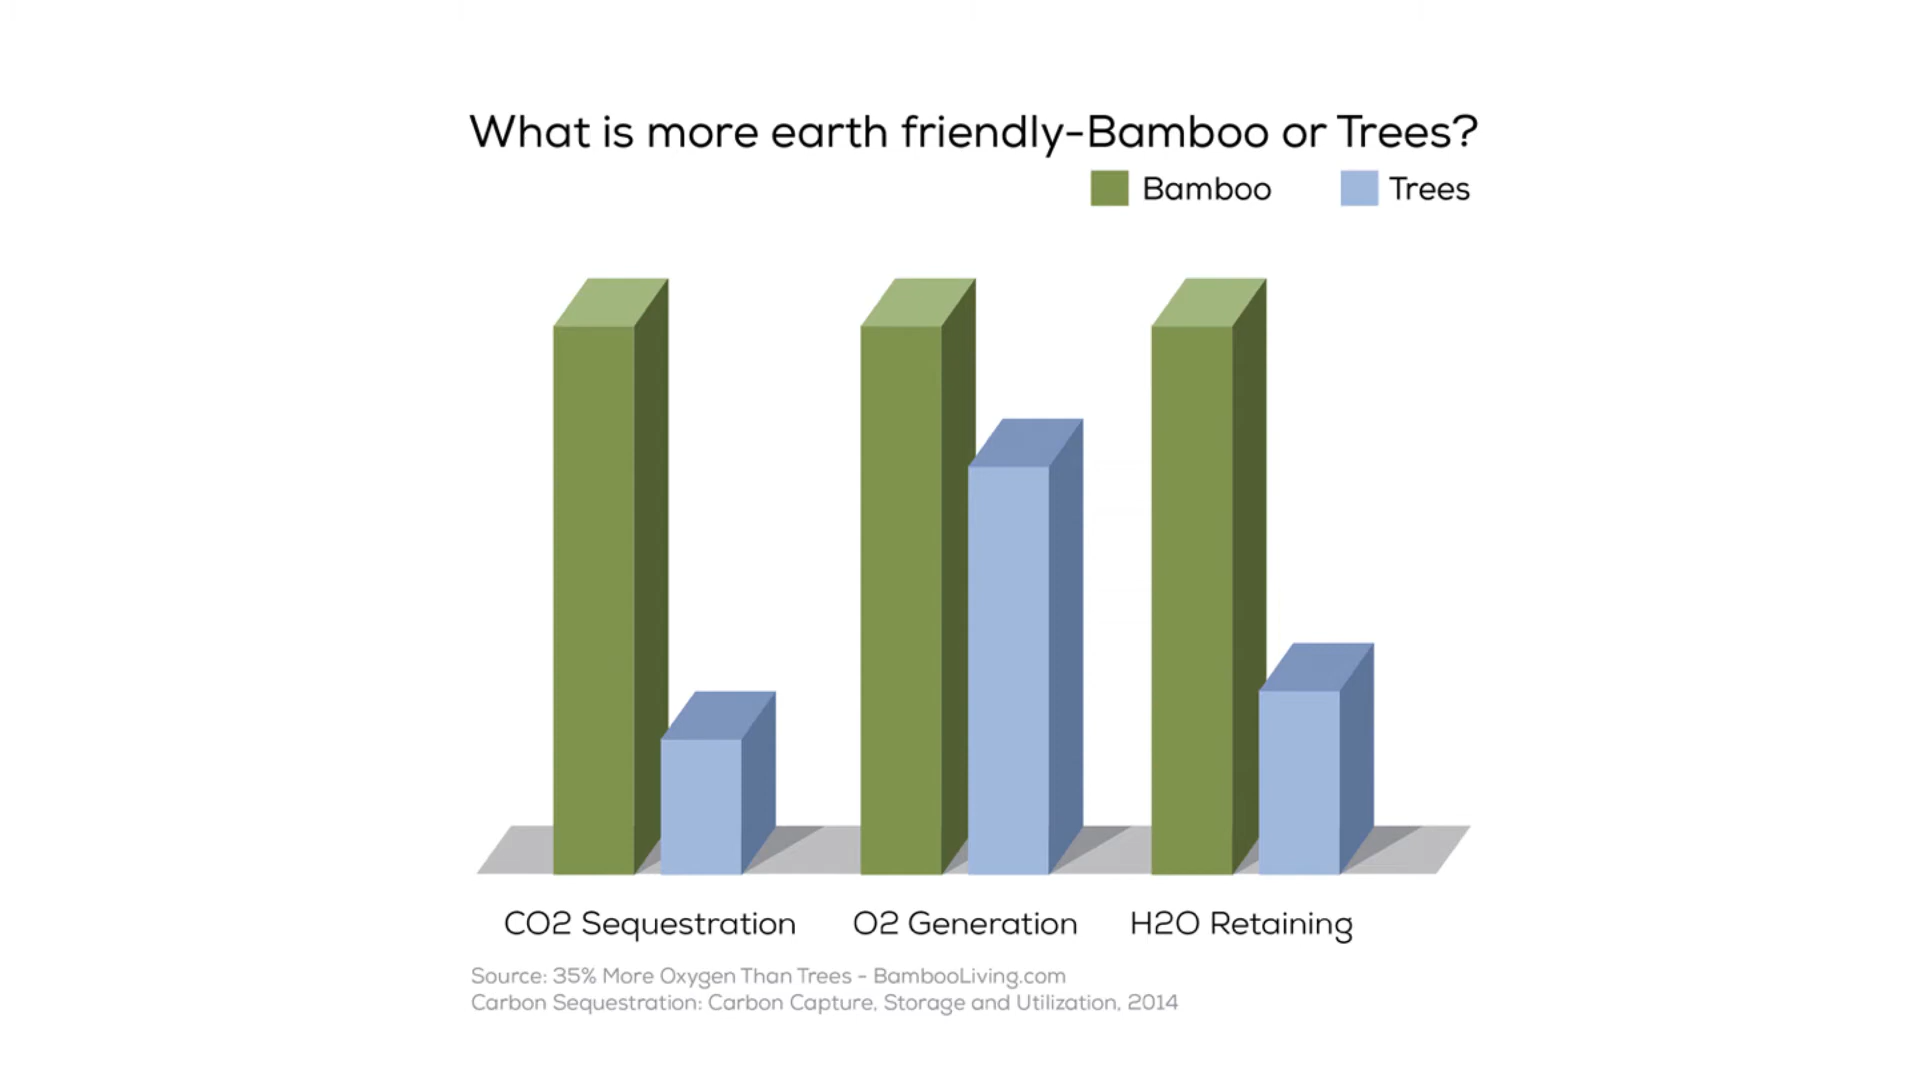 What is more earth friendly-Bamboo or Trees?
Bamboo
Trees
CO2 Sequestration
O2 Generation
H2O Retaining
Source: 35% More Oxygen Than Trees - BambooLiving.com
Carbon Sequestration: Carbon Capture, Storage and Utilization, 2014